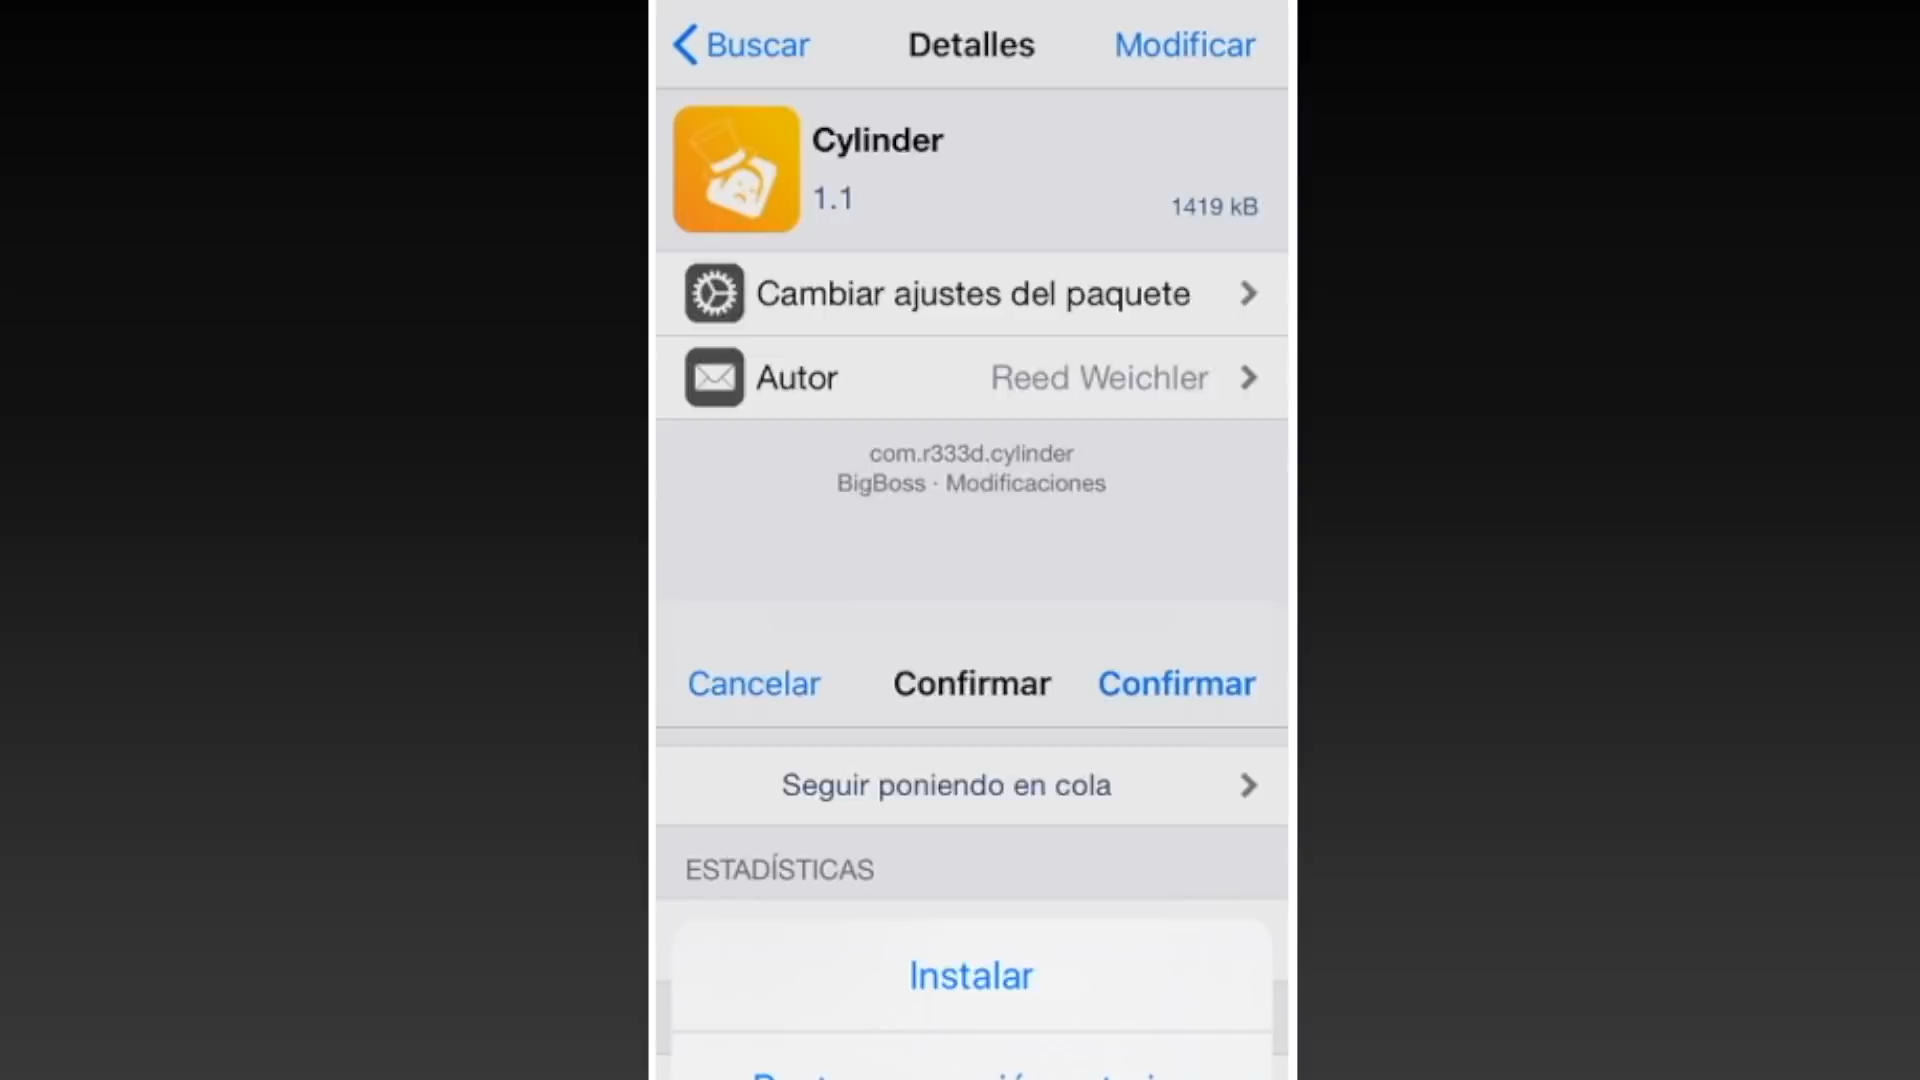 Buscar Detalles Modificar
Cylinder
1.1 1419 kB
Cambiar ajustes del paquete
Autor Reed Weichler
com.r333d.cylinder
BigBoss · Modificaciones
Cancelar Confirmar Confirmar
Seguir poniendo en cola
ESTADÍSTICAS
Instalar